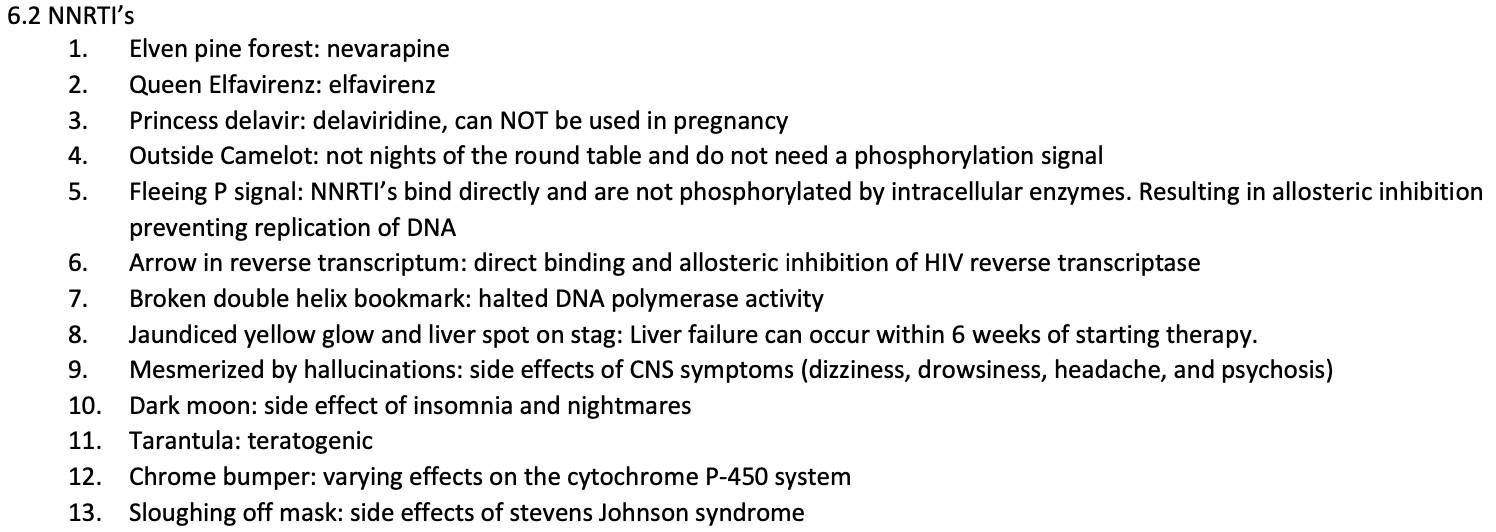 6.2 NNRTI’s
1. Elven pine forest: nevarapine
2. Queen Elfavirenz: elfavirenz
3. Princess delavir: delaviridine, can NOT be used in pregnancy
4. Outside Camelot: not nights of the round table and do not need a phosphorylation signal
5. Fleeing P signal: NNRTI’s bind directly and are not phosphorylated by intracellular enzymes. Resulting in allosteric inhibition
preventing replication of DNA
6. Arrow in reverse transcriptum: direct binding and allosteric inhibition of HIV reverse transcriptase
7. Broken double helix bookmark: halted DNA polymerase activity
8. Jaundiced yellow glow and liver spot on stag: Liver failure can occur within 6 weeks of starting therapy.
9. Mesmerized by hallucinations: side effects of CNS symptoms (dizziness, drowsiness, headache, and psychosis)
10. Dark moon: side effect of insomnia and nightmares
11. Tarantula: teratogenic
12. Chrome bumper: varying effects on the cytochrome P-450 system
13. Sloughing off mask: side effects of stevens Johnson syndrome